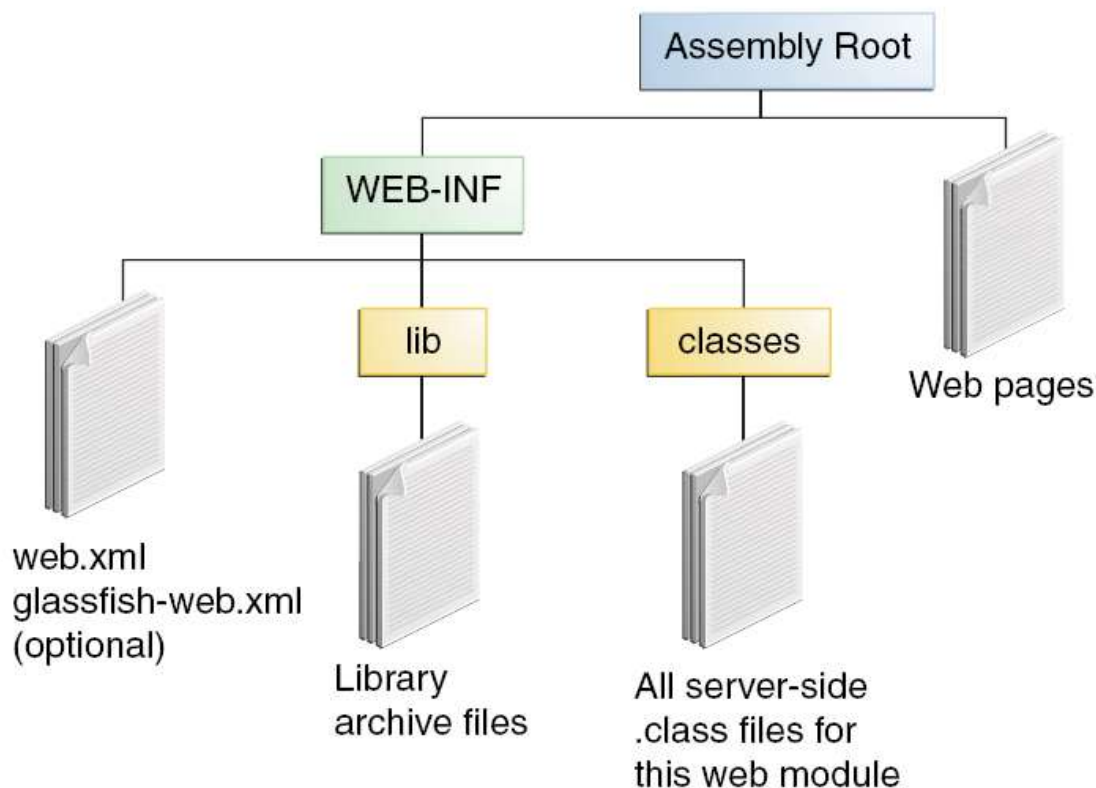 Assembly Root
WEB-INF
lib
classes
Web pages
web.xml
glassfish-web.xml
(optional)
Library
archive files
All server-side
.class files for
this web module